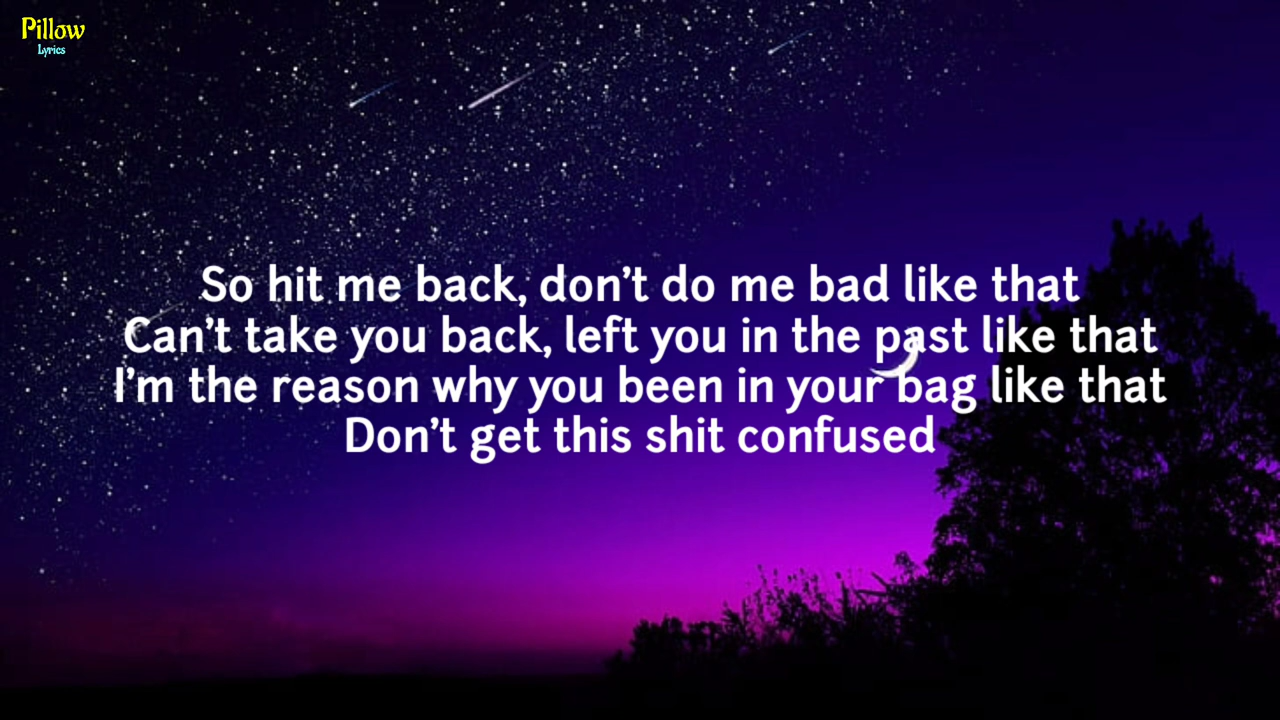 Pillow
Lyrics
So hit me back, don't do me bad like that
Can't take you back, left you in the past like that
I'm the reason why you been in your bag like that
Don't get this shit confused